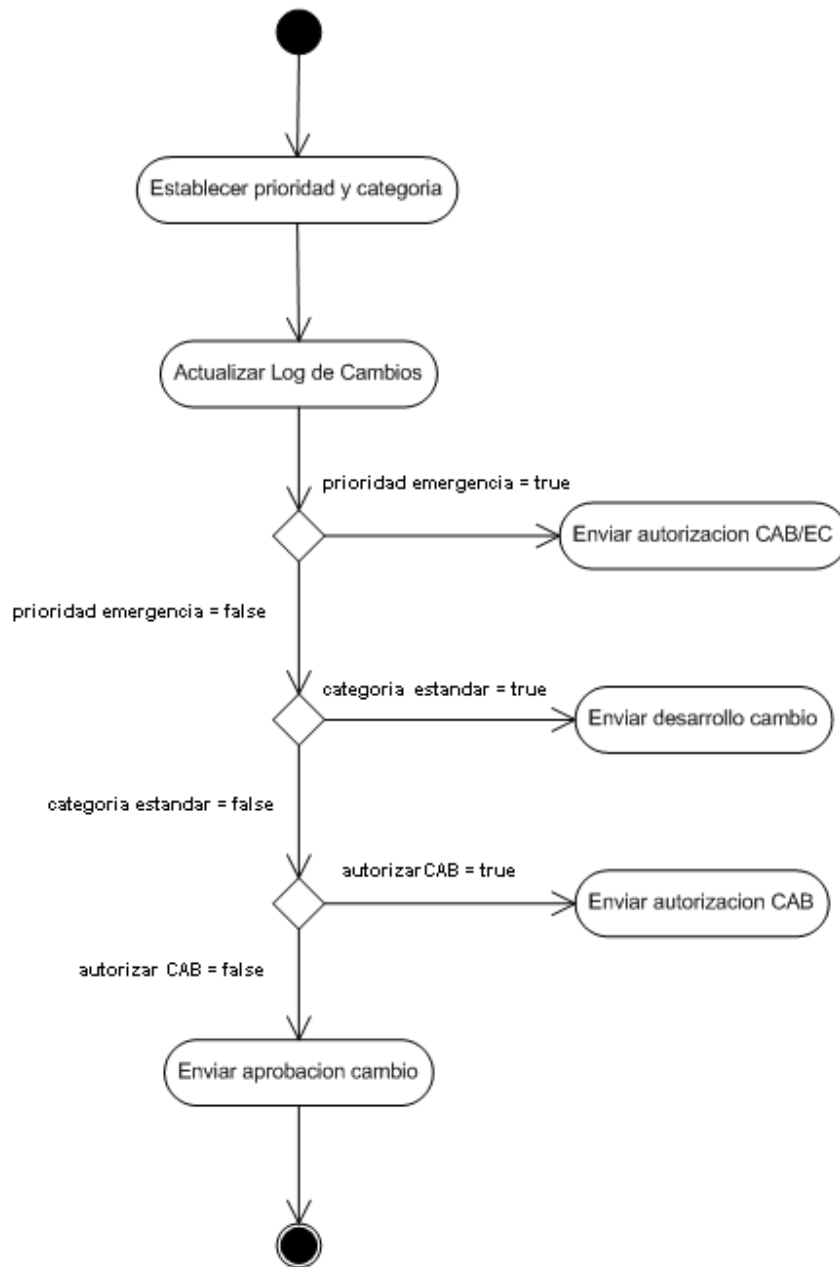 Establecer prioridad y categoria
Actualizar Log de Cambios
prioridad emergencia = true
Enviar autorizacion CAB/EC
prioridad emergencia = false
categoria estandar = true
Enviar desarrollo cambio
categoria estandar = false
autorizarCAB = true
Enviar autorizacion CAB
autorizar CAB = false
Enviar aprobacion cambio